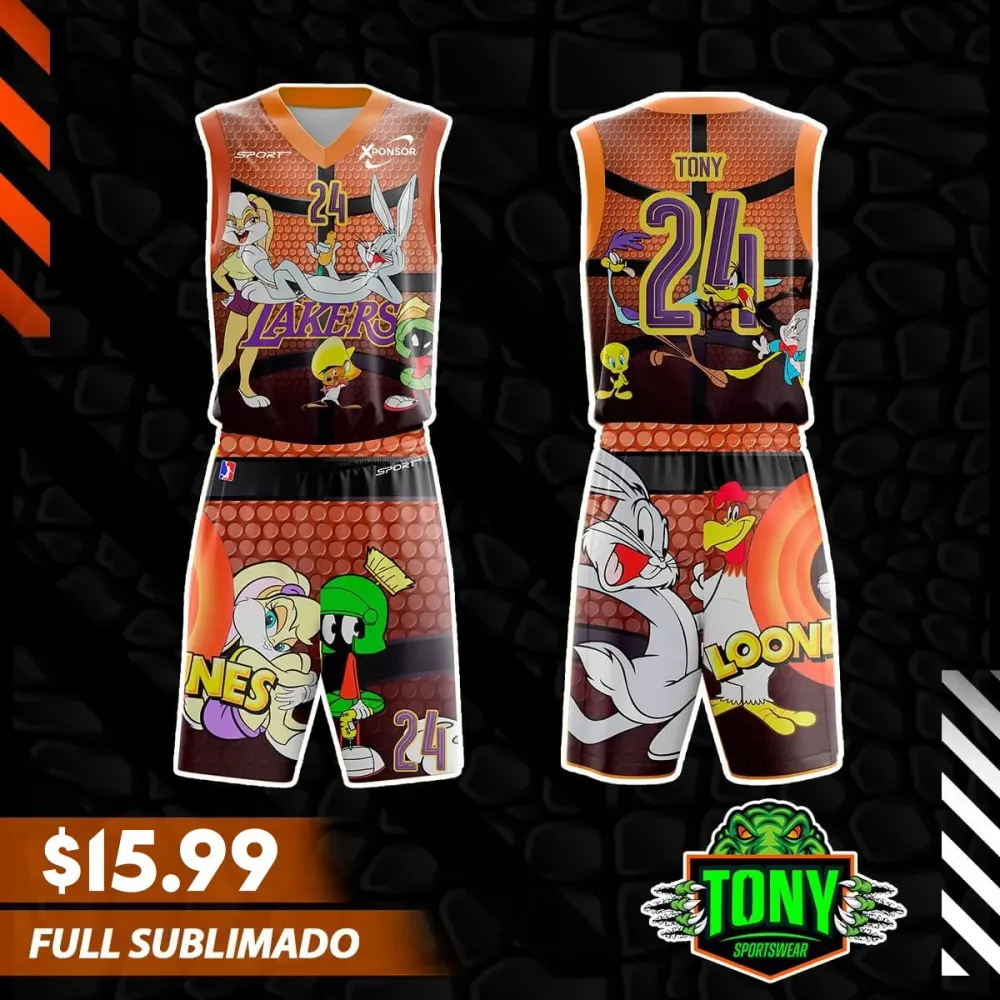 SPORT
XPONSOR
24
LAKERS
TONY
24
SPORT
NES
24
LOONE
$15.99
FULL SUBLIMADO
TONY
SPORTSWEAR